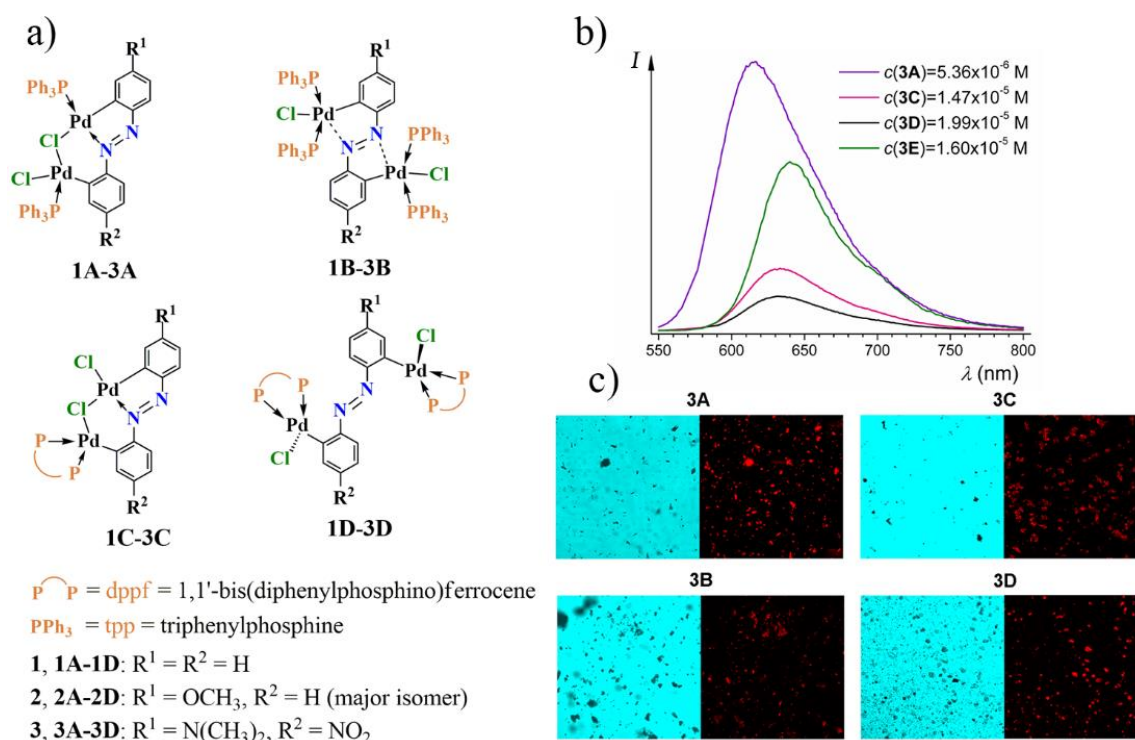 a)
R¹
Ph₃P
Pd
Cl
N=N
Pd
Cl
Ph₃P
R²
1A-3A
R¹
Ph₃P
Cl
Pd
PPh₃
Ph₃P
N=N
Pd
Cl
PPh₃
R²
1B-3B
R¹
Cl
Pd
Cl
N=N
P
Pd
P
R²
1C-3C
R¹
Cl
Pd
P
P
P
P
N=N
Pd
Cl
R²
1D-3D
P P = dppf = 1,1'-bis(diphenylphosphino)ferrocene
PPh₃ = tpp = triphenylphosphine
1, 1A-1D: R¹ = R² = H
2, 2A-2D: R¹ = OCH₃, R² = H (major isomer)
3, 3A-3D: R¹ = N(CH₃)₂, R² = NO₂
b)
I
c(3A)=5.36x10⁻⁶ M
c(3C)=1.47x10⁻⁵ M
c(3D)=1.99x10⁻⁵ M
c(3E)=1.60x10⁻⁵ M
550 600 650 700 750 800
λ (nm)
c)
3A 3C
3B 3D